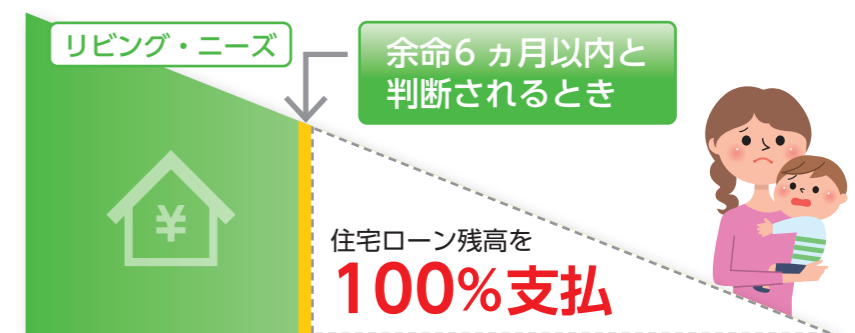 リビング・ニーズ
余命6 ヵ月以内と
判断されるとき
¥
住宅ローン残高を
100%支払